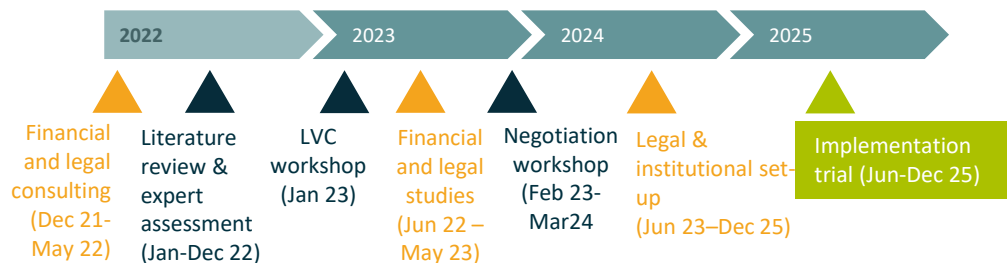 2022
2023
2024
2025
Financial
and legal
consulting
(Dec 21-
May 22)
Literature
review &
expert
assessment
(Jan-Dec 22)
LVC
workshop
(Jan 23)
Financial
and legal
studies
(Jun 22 –
May 23)
Negotiation
workshop
(Feb 23-
Mar24
Legal &
institutional set-
up
(Jun 23–Dec 25)
Implementation
trial (Jun-Dec 25)